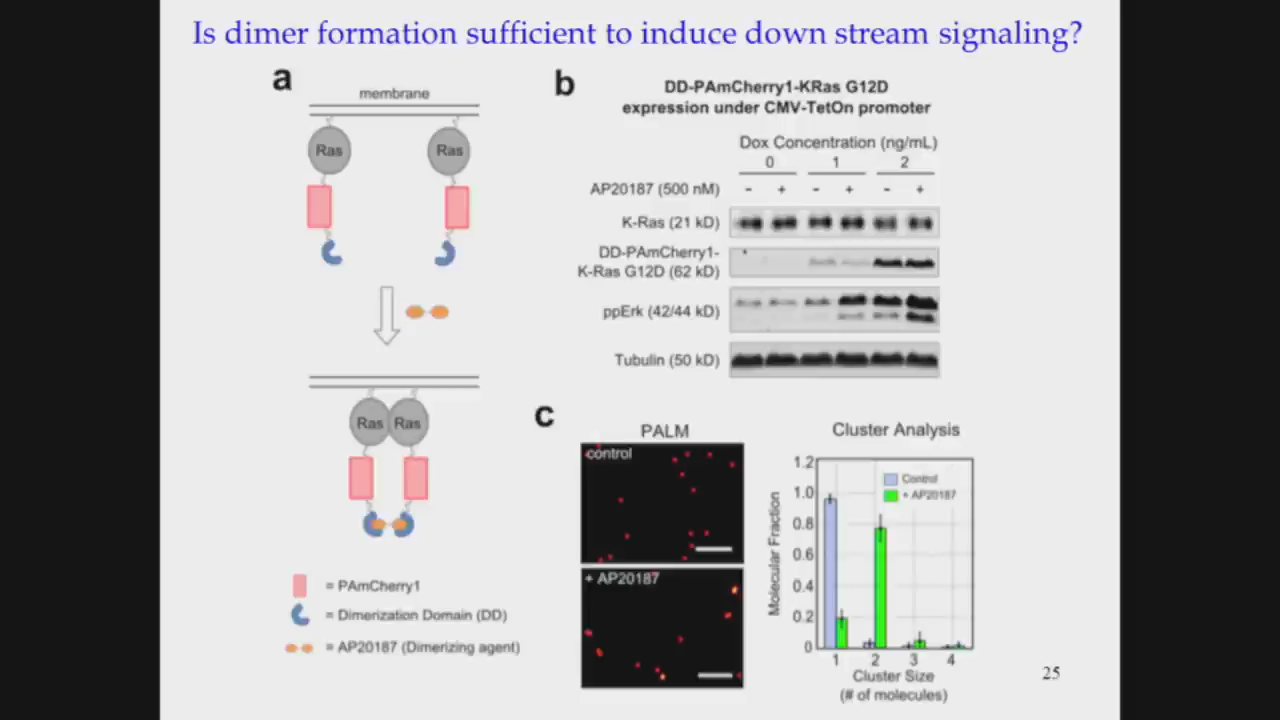 Is dimer formation sufficient to induce down stream signaling?
a
membrane
Ras
Ras
Ras
Ras
= PAmCherry1
= Dimerization Domain (DD)
= AP20187 (Dimerizing agent)
b
DD-PAmCherry1-KRas G12D
expression under CMV-TetOn promoter
Dox Concentration (ng/mL)
0 1 2
AP20187 (500 nM) - + - + - +
K-Ras (21 kD)
DD-PAmCherry1-
K-Ras G12D (62 kD)
ppErk (42/44 kD)
Tubulin (50 kD)
c
PALM
control
+ AP20187
Cluster Analysis
Control
+ AP20187
Molecular Fraction
1.2
1.0
0.8
0.6
0.4
0.2
0
1 2 3 4
Cluster Size
(# of molecules)
25